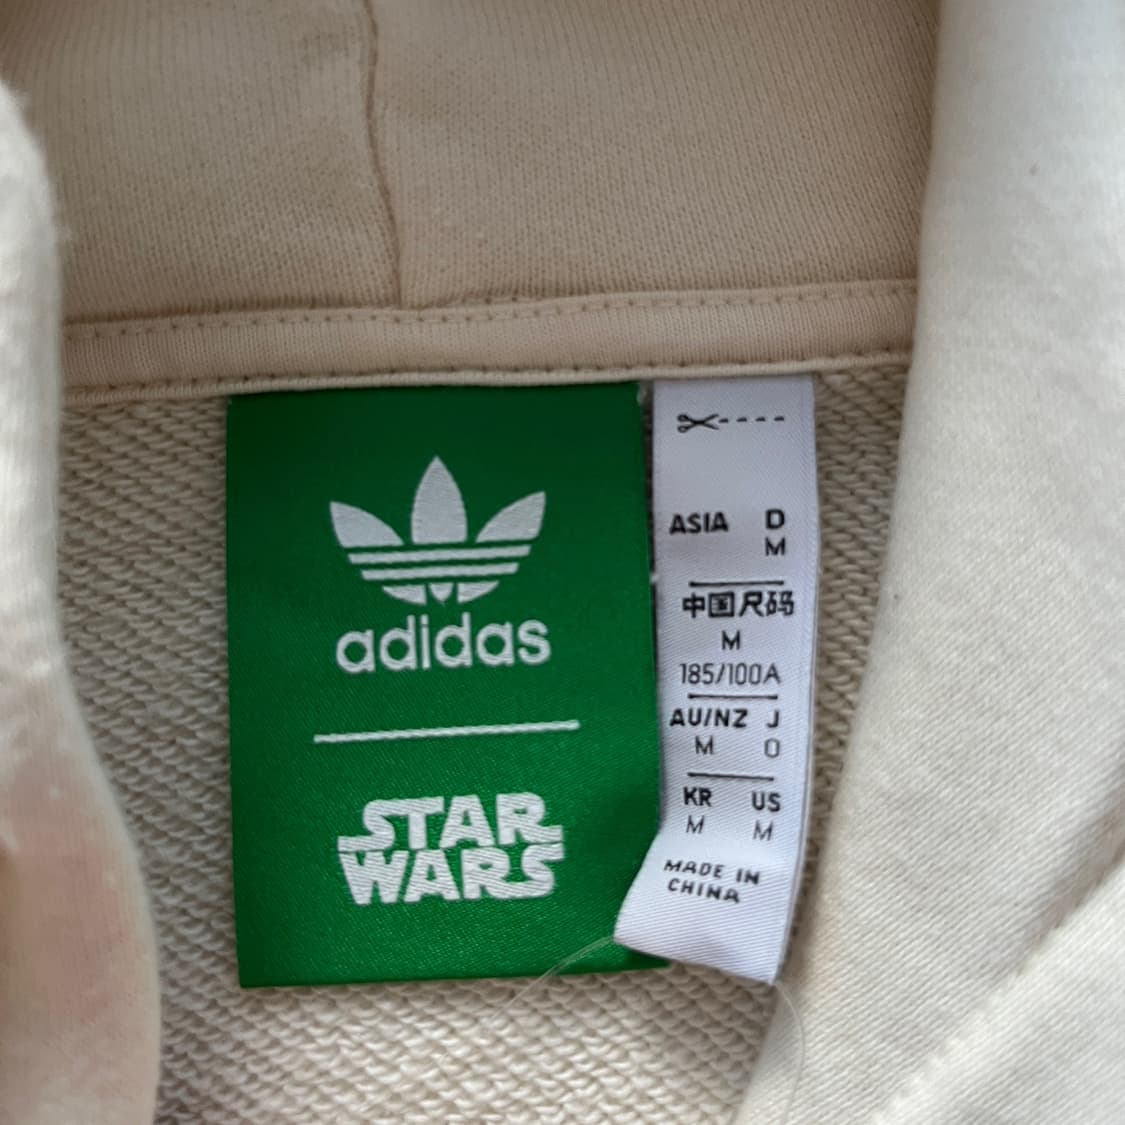 adidas
STAR
WARS
ASIA D
M
中国尺码
M
185/100A
AU/NZ J
M O
KR US
M M
MADE IN
CHINA